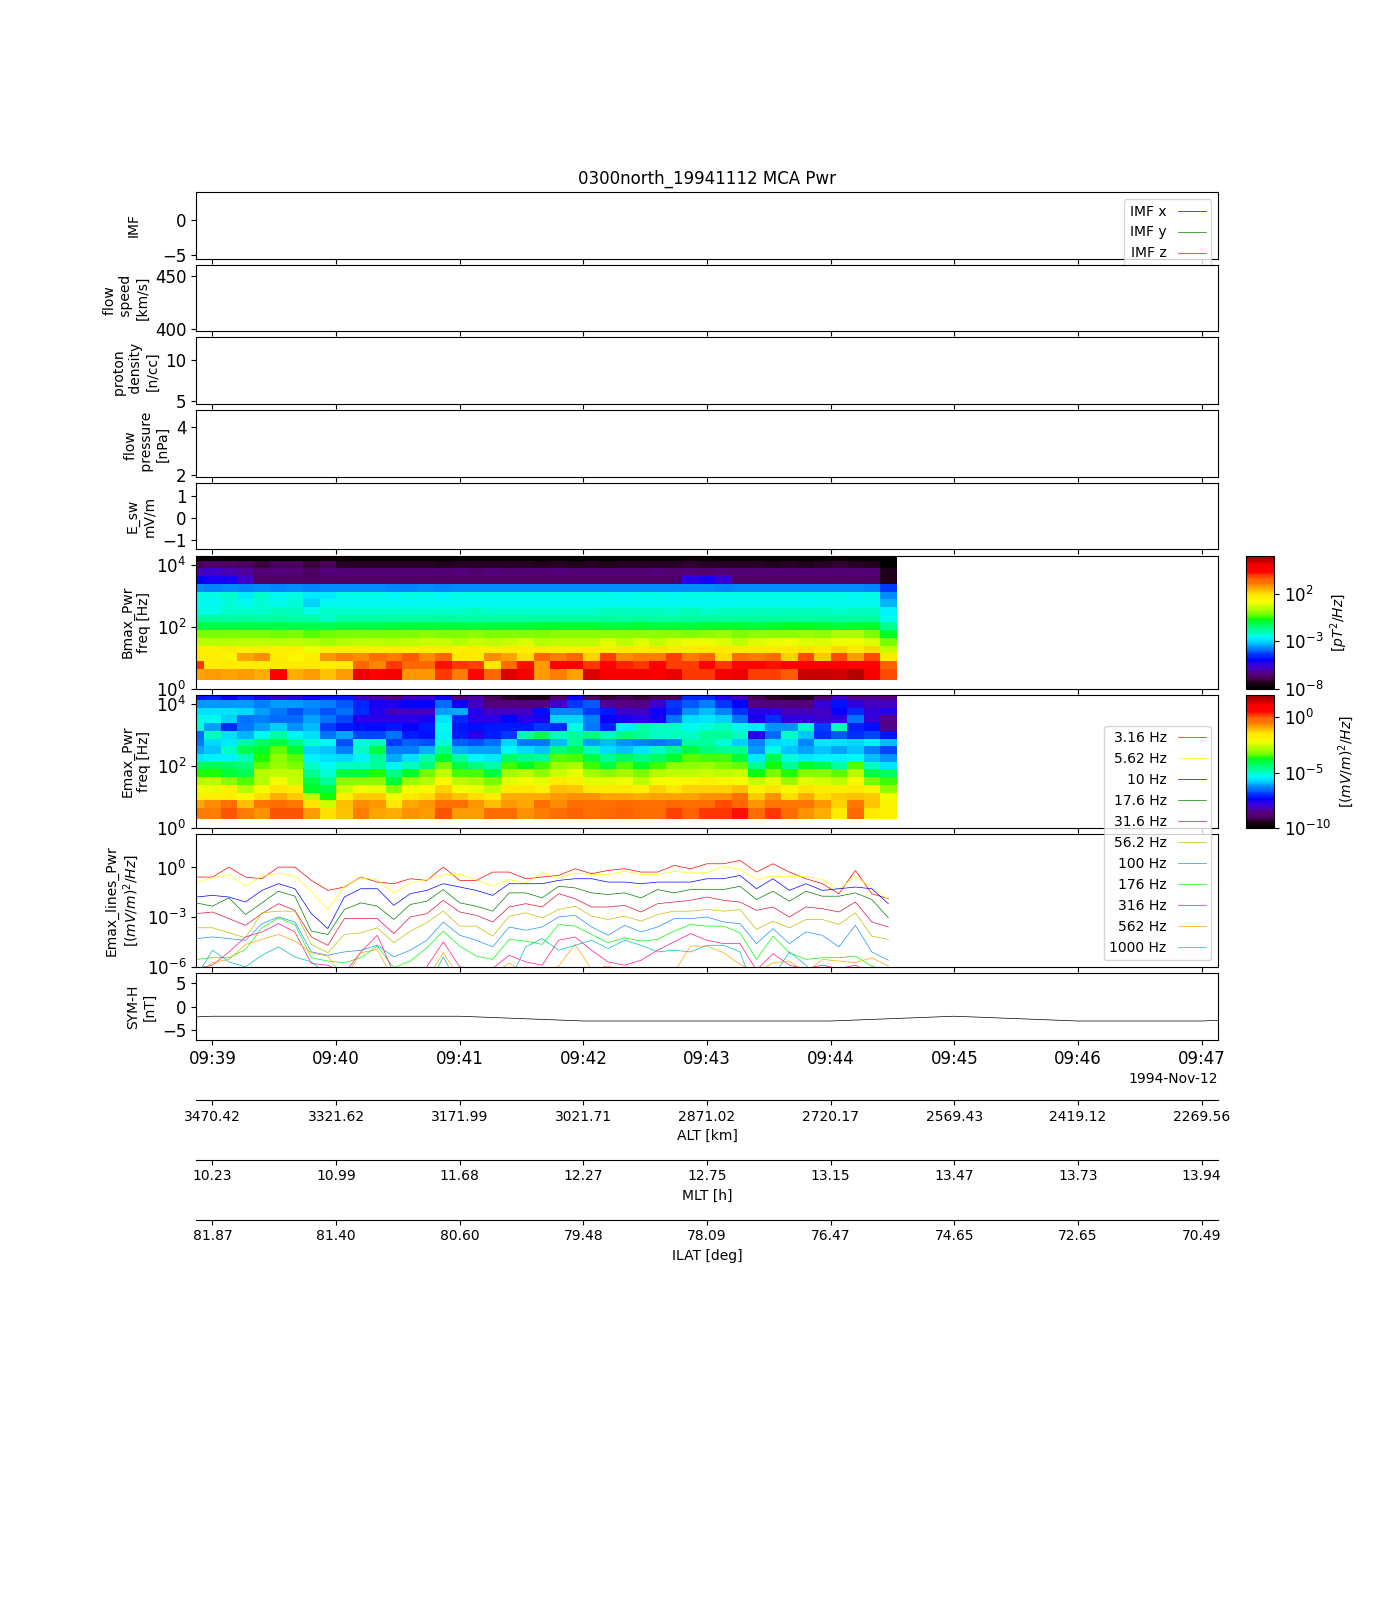 0300north_19941112 MCA Pwr
IMF
0
−5
IMF x
IMF y
IMF z
flow
speed
[km/s]
450
400
proton
density
[n/cc]
10
5
flow
pressure
[nPa]
4
2
E_sw
mV/m
1
0
−1
Bmax_Pwr
freq [Hz]
10^4
10^2
10^0
10^2
10^−3
10^−8
[pT^2/Hz]
Emax_Pwr
freq [Hz]
10^4
10^2
10^0
10^0
10^−5
10^−10
[(mV/m)^2/Hz]
3.16 Hz
5.62 Hz
10 Hz
17.6 Hz
31.6 Hz
56.2 Hz
100 Hz
176 Hz
316 Hz
562 Hz
1000 Hz
Emax_lines_Pwr
[(mV/m)^2/Hz]
10^0
10^−3
10^−6
SYM-H
[nT]
5
0
−5
09:39 09:40 09:41 09:42 09:43 09:44 09:45 09:46 09:47
1994-Nov-12
3470.42 3321.62 3171.99 3021.71 2871.02 2720.17 2569.43 2419.12 2269.56
ALT [km]
10.23 10.99 11.68 12.27 12.75 13.15 13.47 13.73 13.94
MLT [h]
81.87 81.40 80.60 79.48 78.09 76.47 74.65 72.65 70.49
ILAT [deg]